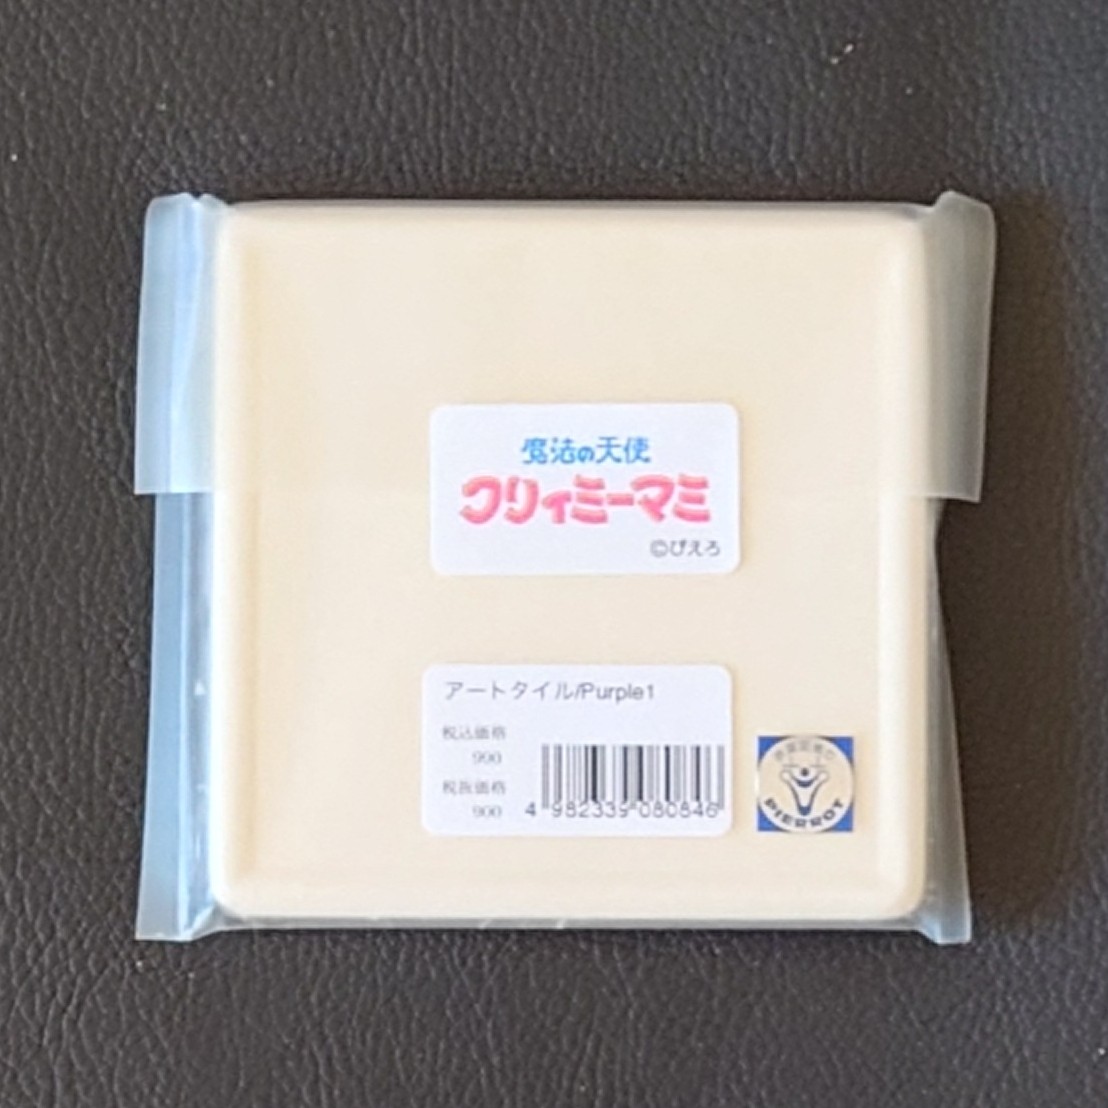 魔法の天使
クリィミーマミ
©ぴえろ
アートタイル/Purple1
税込価格
990
税抜価格
900
4 982339 080846
PIERROT